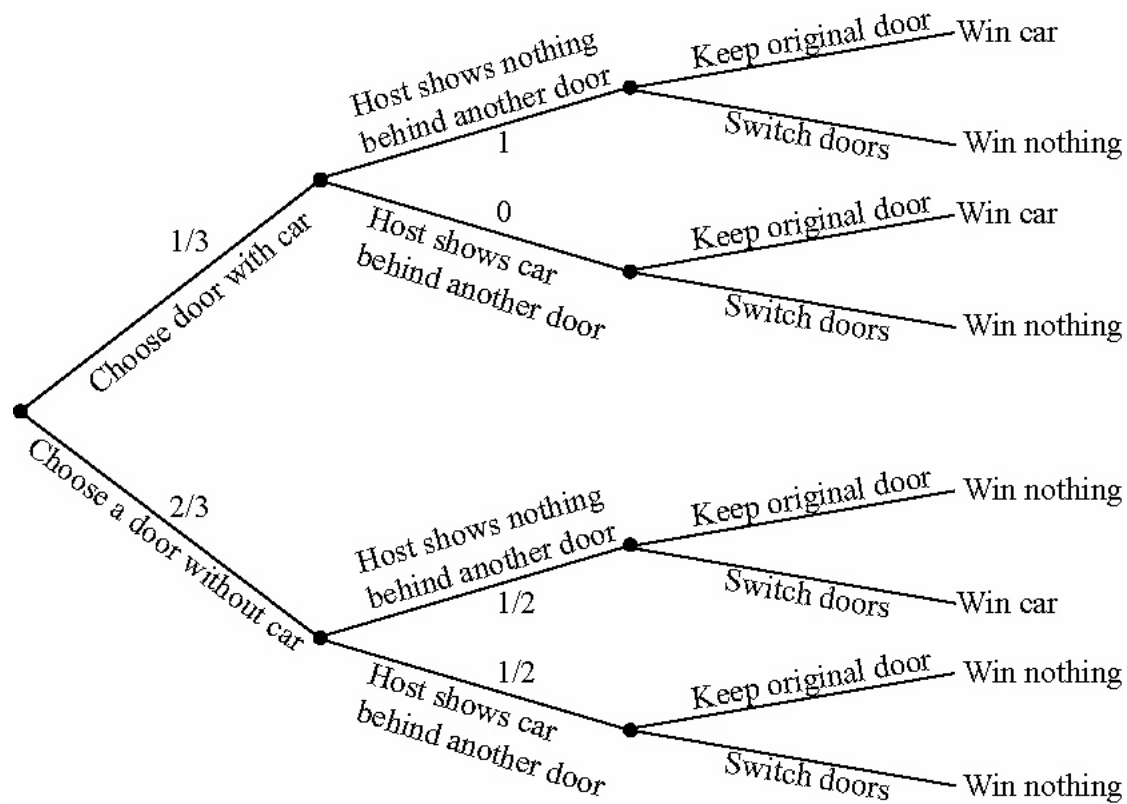 Keep original door
Win car
Host shows nothing
behind another door
1
Switch doors
Win nothing
1/3
Choose door with car
0
Host shows car
behind another door
Keep original door
Win car
Switch doors
Win nothing
2/3
Choose a door without car
Host shows nothing
behind another door
1/2
Keep original door
Win nothing
Switch doors
Win car
1/2
Host shows car
behind another door
Keep original door
Win nothing
Switch doors
Win nothing